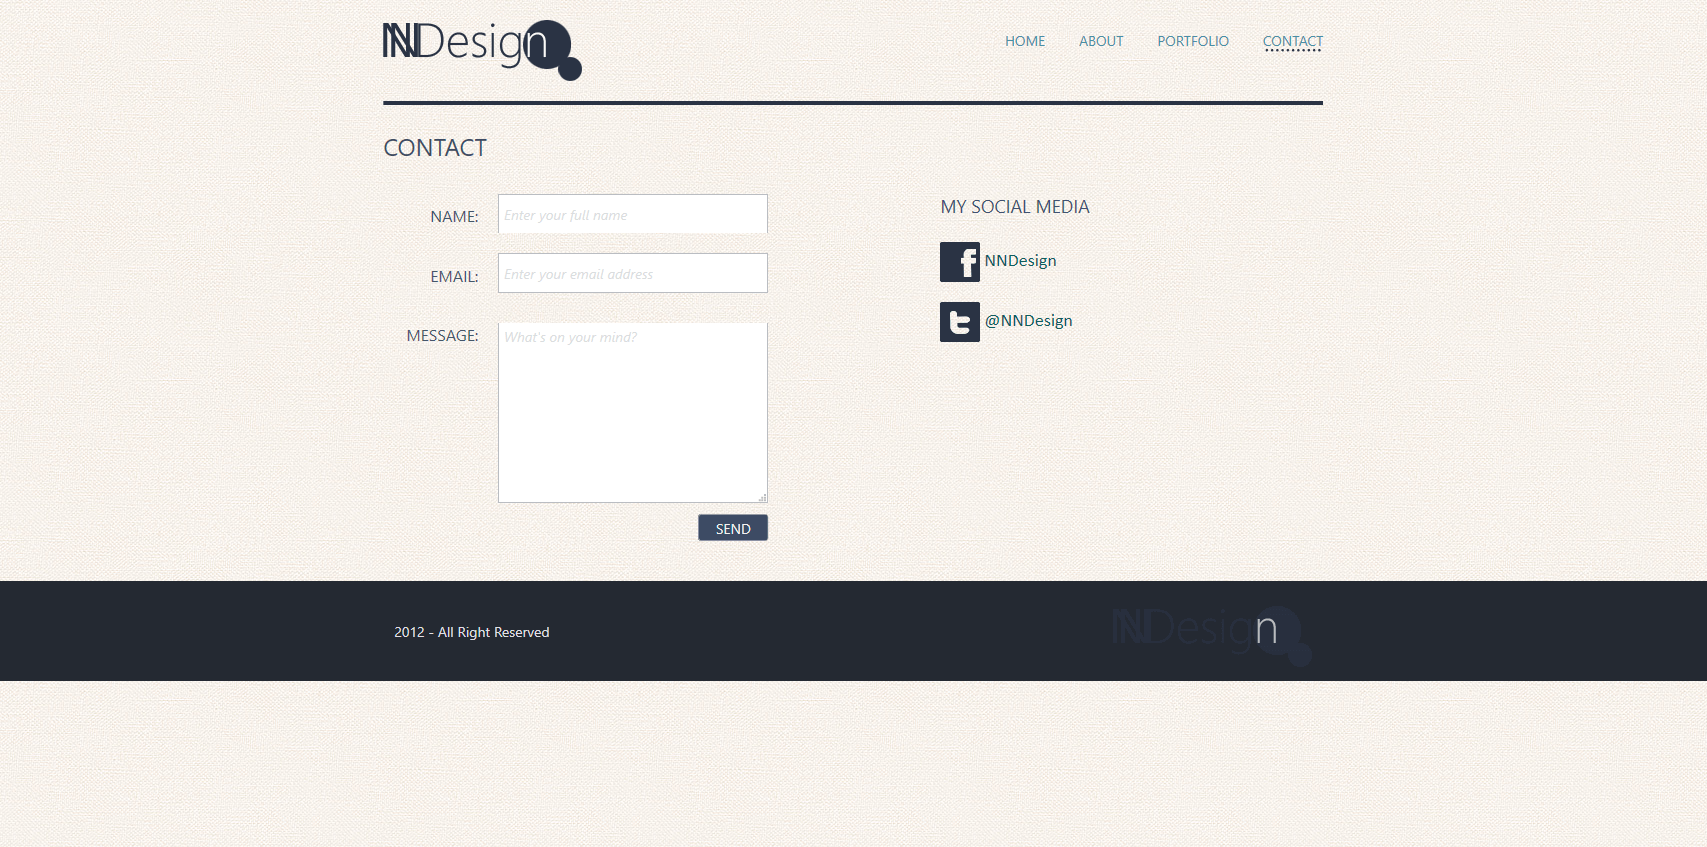 NNDesign
HOME ABOUT PORTFOLIO CONTACT
CONTACT
NAME: Enter your full name
EMAIL: Enter your email address
MESSAGE: What's on your mind?
SEND
MY SOCIAL MEDIA
f NNDesign
t @NNDesign
2012 - All Right Reserved
NNDesign